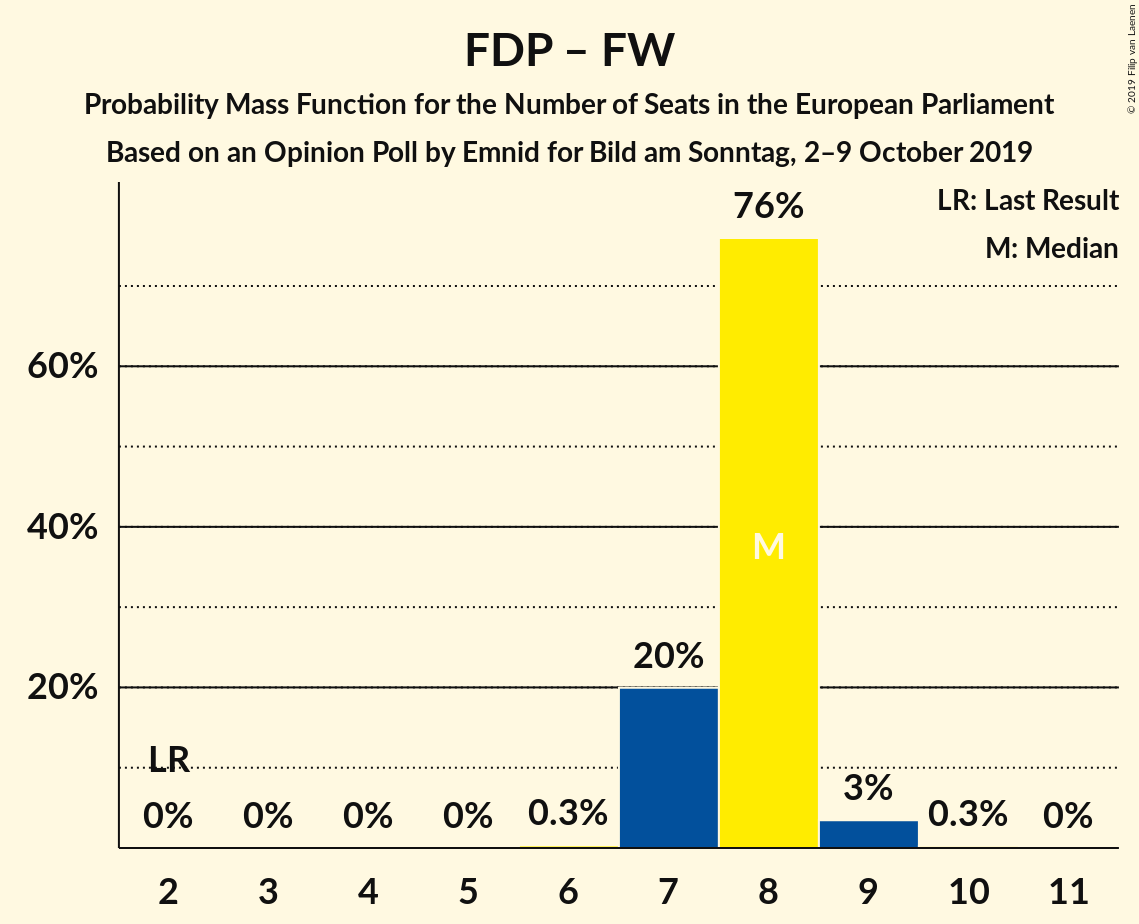 FDP – FW
Probability Mass Function for the Number of Seats in the European Parliament
Based on an Opinion Poll by Emnid for Bild am Sonntag, 2–9 October 2019
© 2019 Filip van Laenen
LR: Last Result
M: Median
76%
60%
40%
M
20%
20%
LR
0% 0% 0% 0% 0.3% 3% 0.3% 0%
2 3 4 5 6 7 8 9 10 11